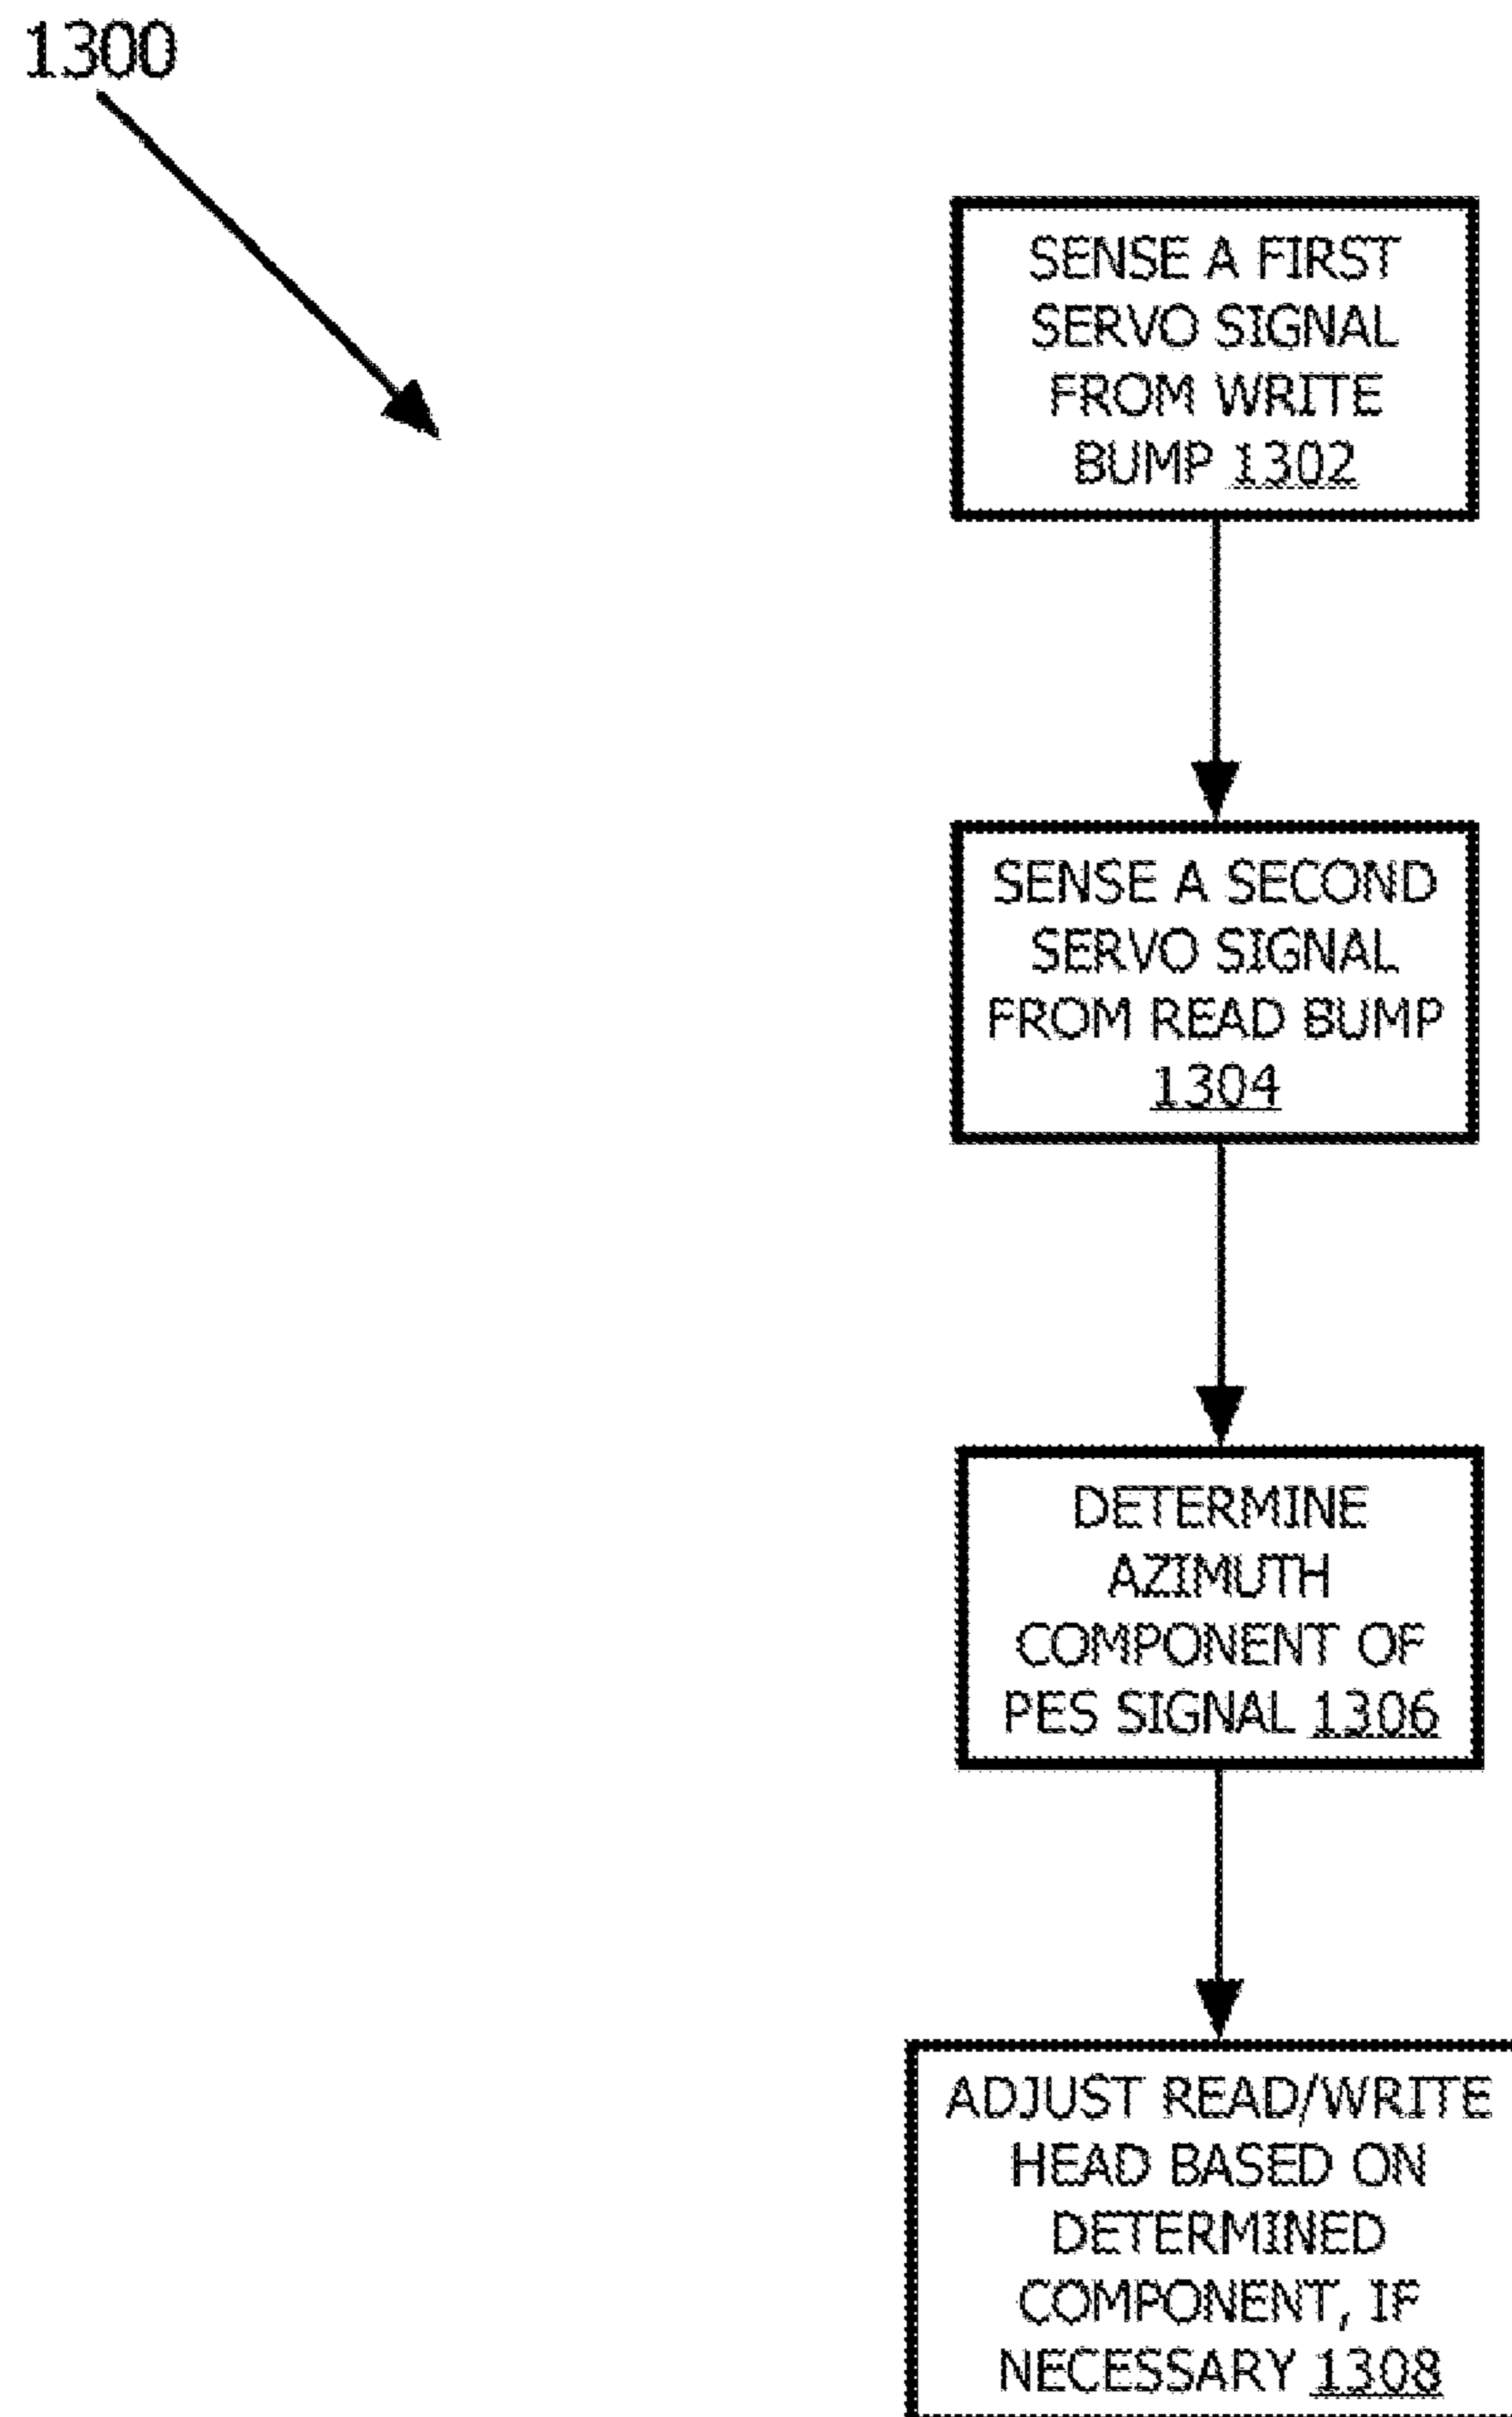 1300
SENSE A FIRST
SERVO SIGNAL
FROM WRITE
BUMP 1302
SENSE A SECOND
SERVO SIGNAL
FROM READ BUMP
1304
DETERMINE
AZIMUTH
COMPONENT OF
PES SIGNAL 1306
ADJUST READ/WRITE
HEAD BASED ON
DETERMINED
COMPONENT, IF
NECESSARY 1308